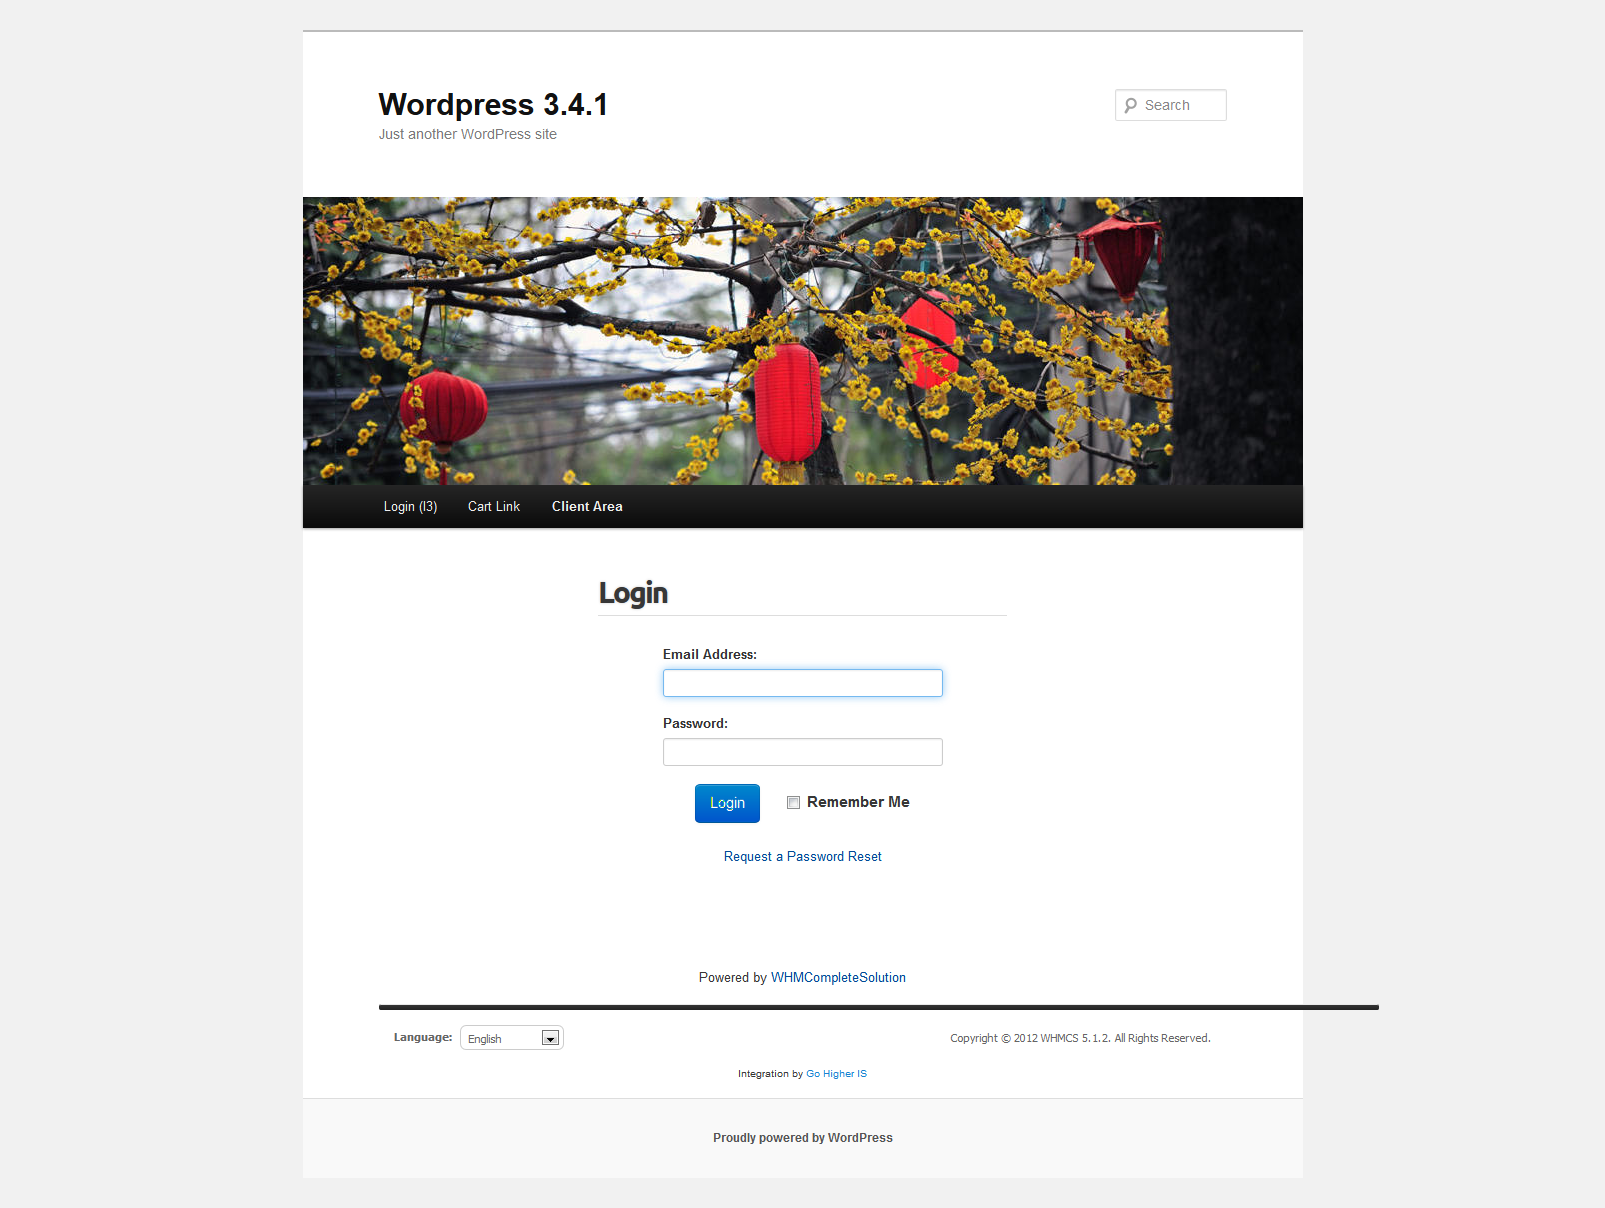 Wordpress 3.4.1
Just another WordPress site
Search
Login (I3) Cart Link Client Area
Login
Email Address:
Password:
Login Remember Me
Request a Password Reset
Powered by WHMCompleteSolution
Language: English Copyright © 2012 WHMCS 5.1.2. All Rights Reserved.
Integration by Go Higher IS
Proudly powered by WordPress